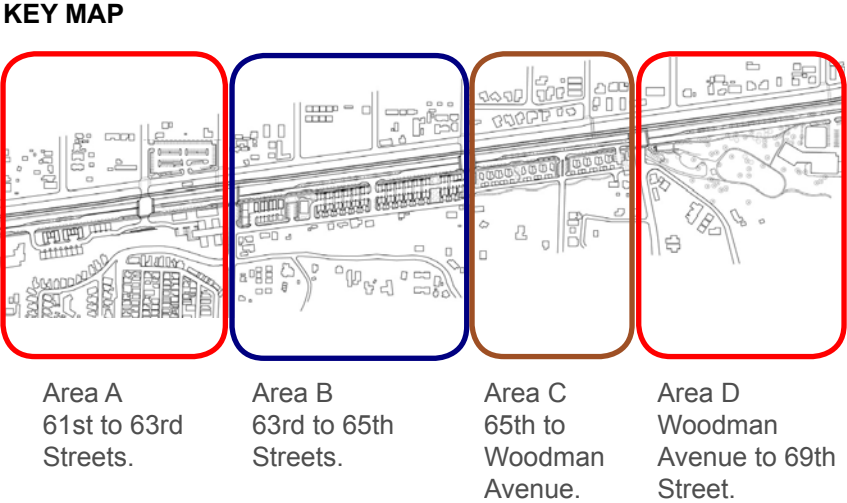 KEY MAP
Area A
61st to 63rd
Streets.
Area B
63rd to 65th
Streets.
Area C
65th to
Woodman
Avenue.
Area D
Woodman
Avenue to 69th
Street.